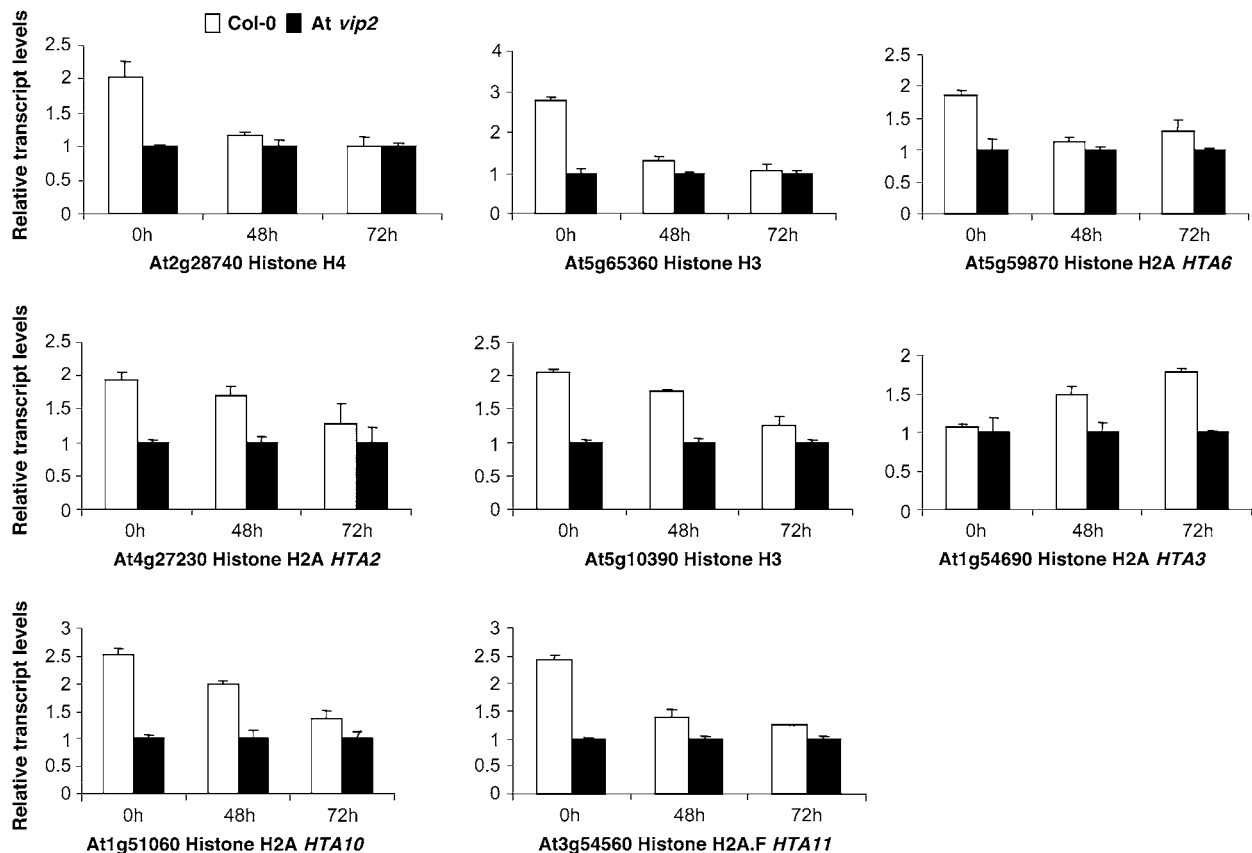 Col-0 At vip2
Relative transcript levels
2.5
2
1.5
1
0.5
0
0h 48h 72h
At2g28740 Histone H4
4
3
2
1
0
0h 48h 72h
At5g65360 Histone H3
2
1.5
1
0.5
0
0h 48h 72h
At5g59870 Histone H2A HTA6
Relative transcript levels
2.5
2
1.5
1
0.5
0
0h 48h 72h
At4g27230 Histone H2A HTA2
2.5
2
1.5
1
0.5
0
0h 48h 72h
At5g10390 Histone H3
2
1.5
1
0.5
0
0h 48h 72h
At1g54690 Histone H2A HTA3
Relative transcript levels
3
2.5
2
1.5
1
0.5
0
0h 48h 72h
At1g51060 Histone H2A HTA10
3
2.5
2
1.5
1
0.5
0
0h 48h 72h
At3g54560 Histone H2A.F HTA11